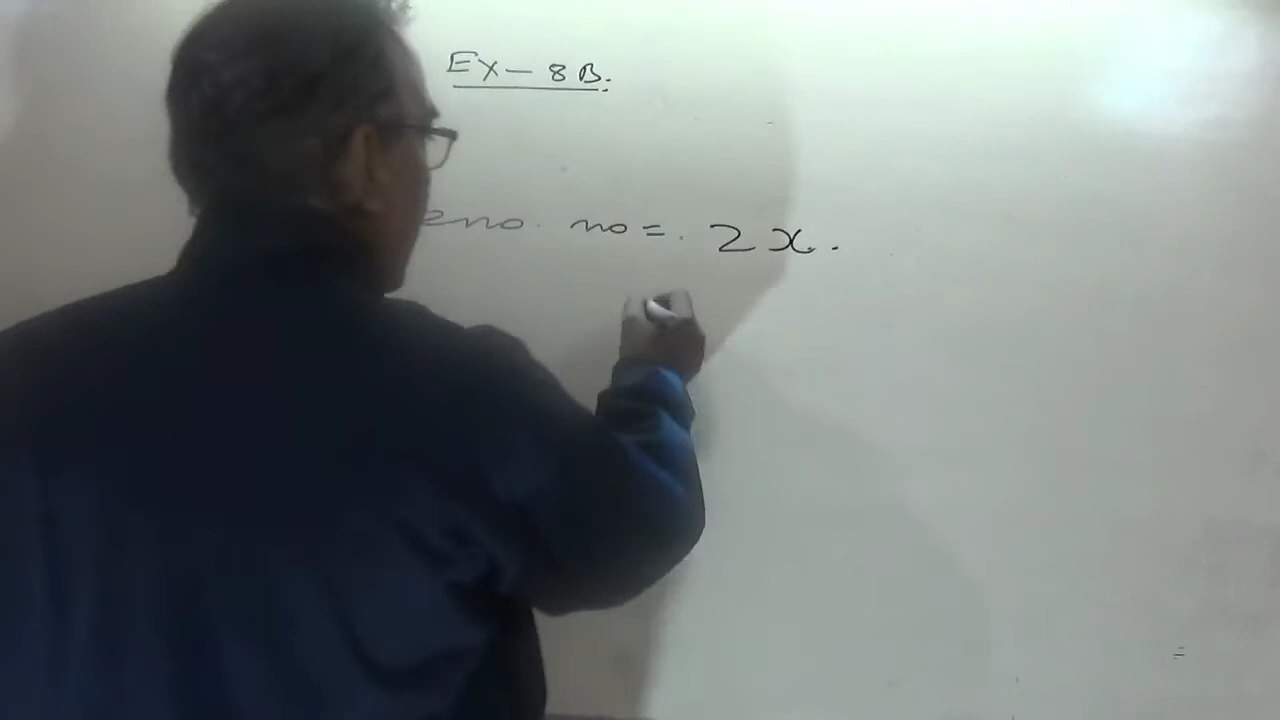 Ex - 8B.
eno. no =. 2x.